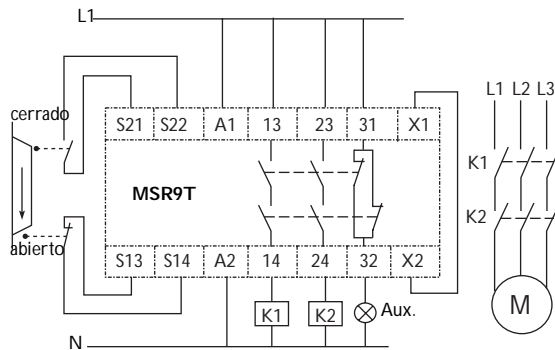 L1
cerrado
abierto
S21 S22 A1 13 23 31 X1
MSR9T
S13 S14 A2 14 24 32 X2
K1 K2 Aux.
N
L1 L2 L3
K1
K2
M